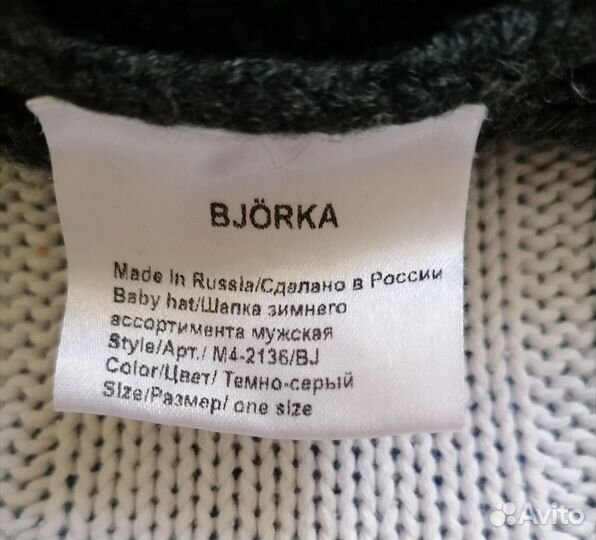 BJÖRKA
Made In Russia/Сделано в России
Baby hat/Шапка зимнего
ассортимента мужская
Style/Арт./ M4-2136/BJ
Color/Цвет/ Темно-серый
Size/Размер/ one size
Avito